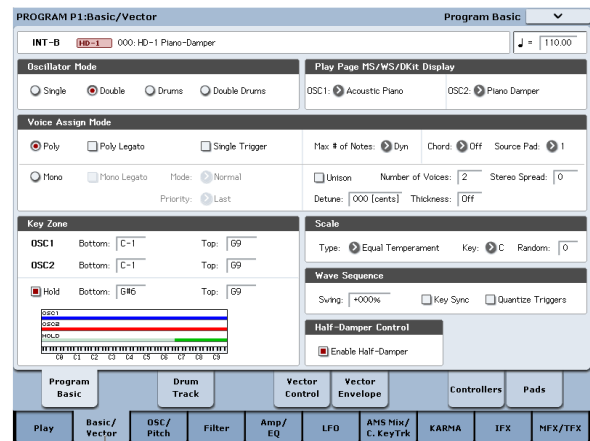 PROGRAM P1:Basic/Vector Program Basic
INT-B HD-1 000: HD-1 Piano-Damper ♩ = 110.00
Oscillator Mode
Single Double Drums Double Drums
Play Page MS/WS/DKit Display
OSC1: Acoustic Piano OSC2: Piano Damper
Voice Assign Mode
Poly Poly Legato Single Trigger Max # of Notes: Dyn Chord: Off Source Pad: 1
Mono Mono Legato Mode: Normal Unison Number of Voices: 2 Stereo Spread: 0
Priority: Last Detune: 000 [cents] Thickness: Off
Key Zone
OSC1 Bottom: C-1 Top: G9
OSC2 Bottom: C-1 Top: G9
Hold Bottom: G#6 Top: G9
OSC1
OSC2
HOLD
C0 C1 C2 C3 C4 C5 C6 C7 C8 C9
Scale
Type: Equal Temperament Key: C Random: 0
Wave Sequence
Swing: +000% Key Sync Quantize Triggers
Half-Damper Control
Enable Half-Damper
Program Basic Drum Track Vector Control Vector Envelope Controllers Pads
Play Basic/Vector OSC/Pitch Filter Amp/EQ LFO AMS Mix/C.KeyTrk KARMA IFX MFX/TFX